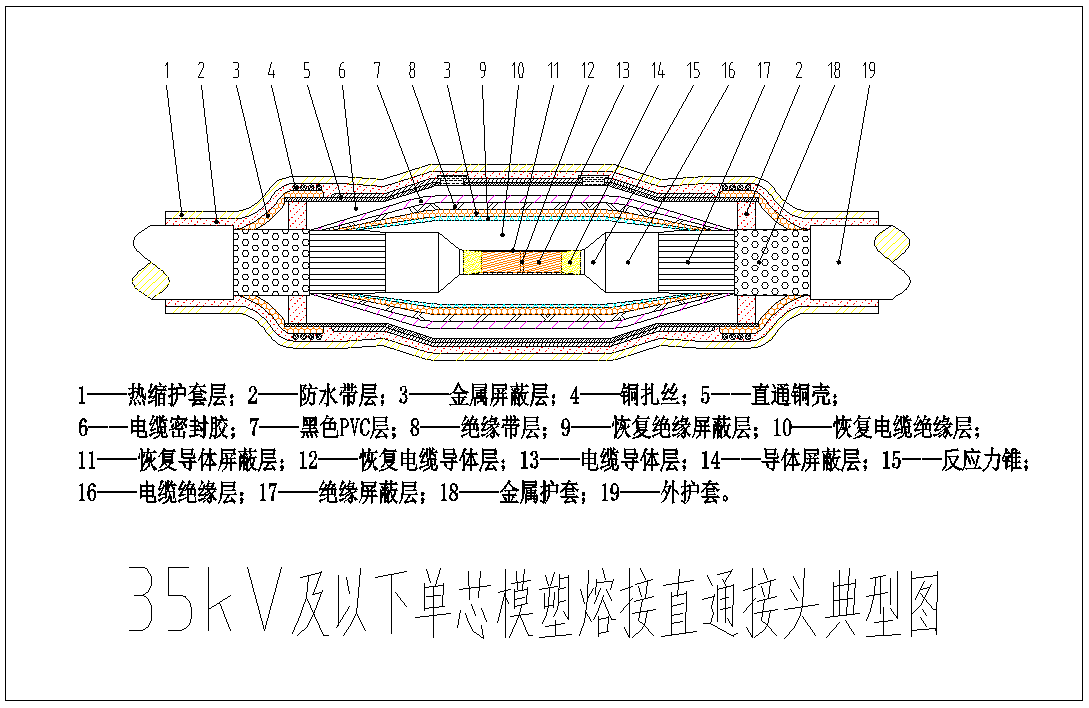 1 2 3 4 5 6 7 8 3 9 10 11 12 13 14 15 16 17 2 18 19
1——热缩护套层；2——防水带层；3——金属屏蔽层；4——铜扎丝；5——直通铜壳；
6——电缆密封胶；7——黑色PVC层；8——绝缘带层；9——恢复绝缘屏蔽层；10——恢复电缆绝缘层；
11——恢复导体屏蔽层；12——恢复电缆导体层；13——电缆导体层；14——导体屏蔽层；15——反应力锥；
16——电缆绝缘层；17——绝缘屏蔽层；18——金属护套；19——外护套。
35kV及以下单芯模塑熔接直通接头典型图